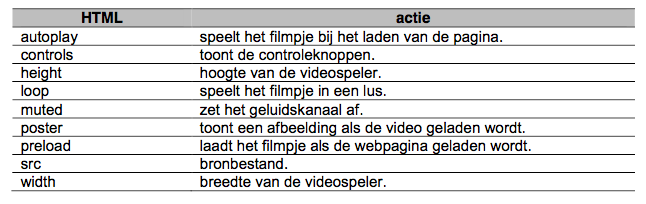 HTML actie
autoplay speelt het filmpje bij het laden van de pagina.
controls toont de controleknoppen.
height hoogte van de videospeler.
loop speelt het filmpje in een lus.
muted zet het geluidskanaal af.
poster toont een afbeelding als de video geladen wordt.
preload laadt het filmpje als de webpagina geladen wordt.
src bronbestand.
width breedte van de videospeler.